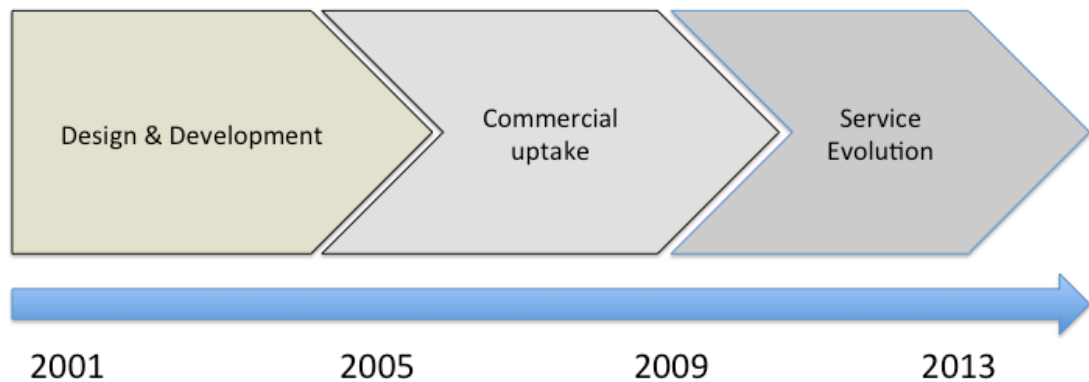 Design & Development
Commercial
uptake
Service
Evolution
2001
2005
2009
2013